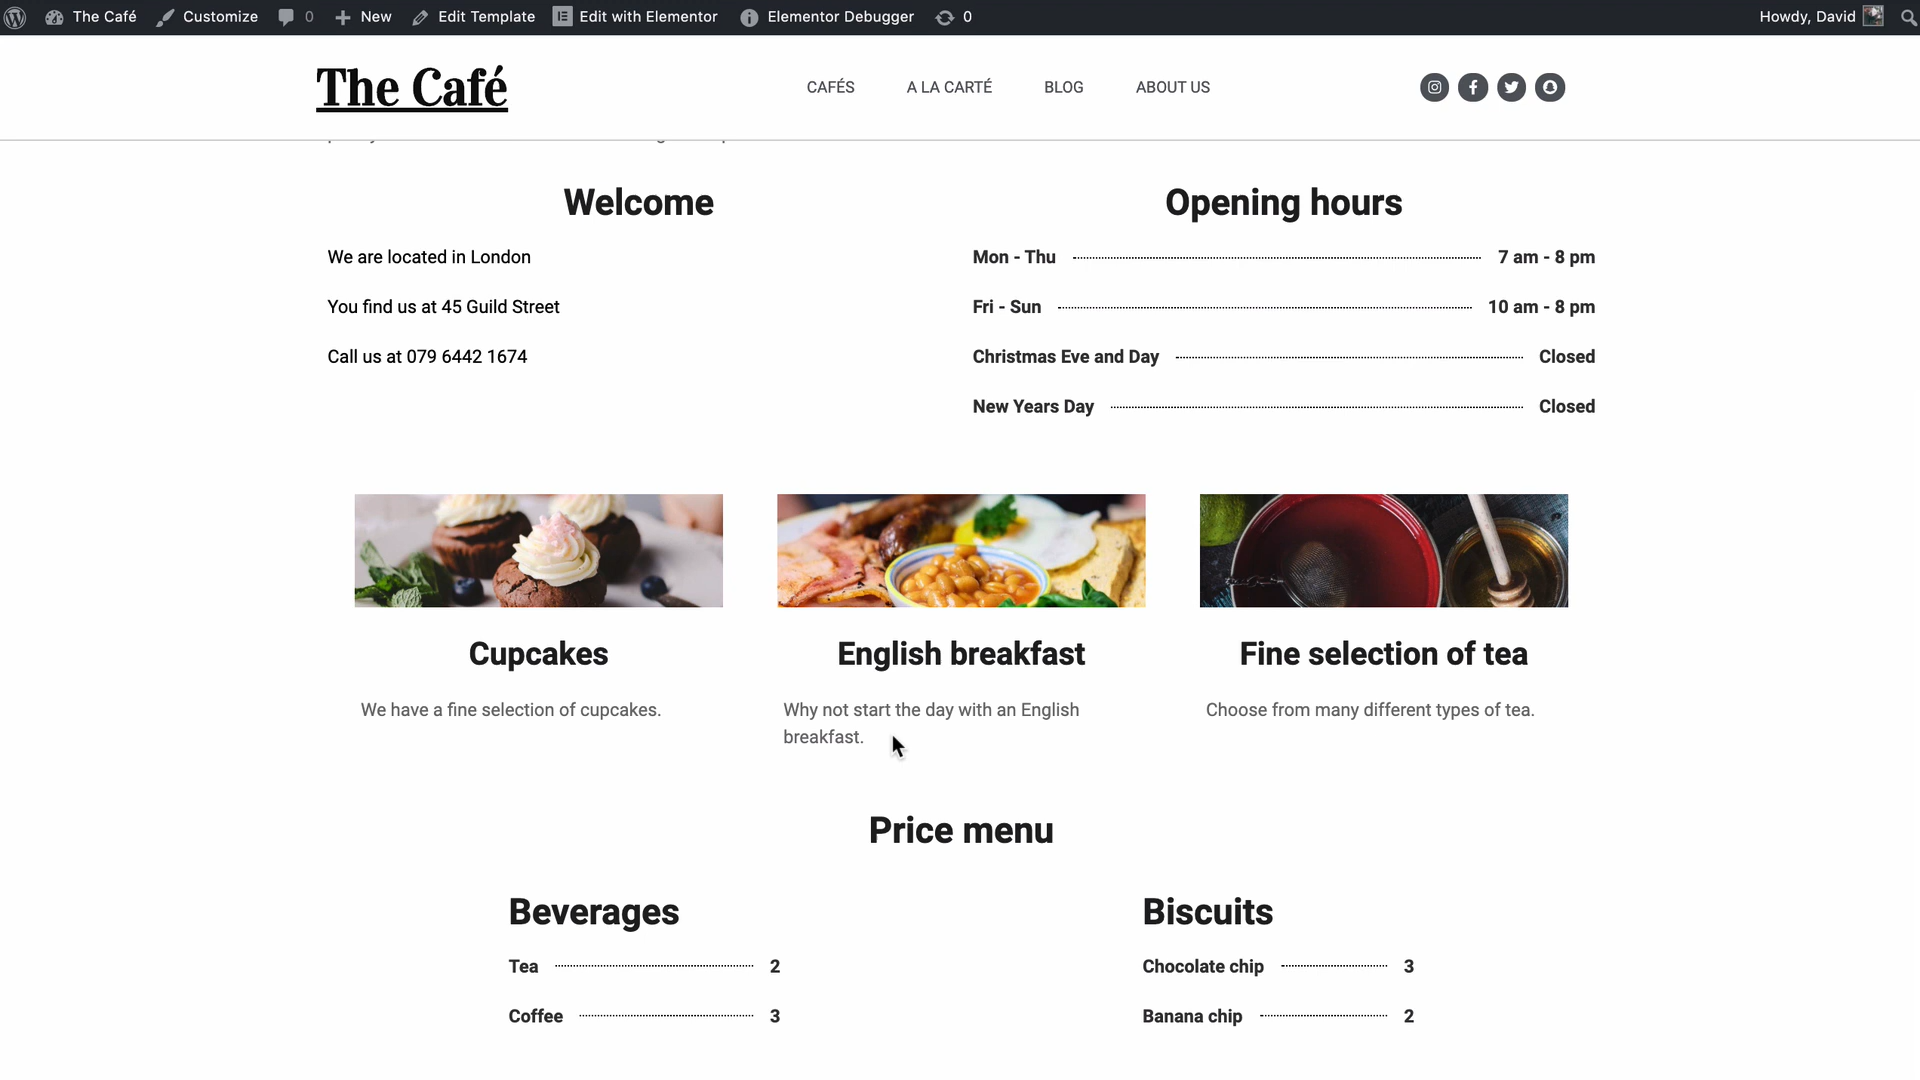 The Café Customize 0 New Edit Template Edit with Elementor Elementor Debugger 0 Howdy, David
The Café
CAFÉS A LA CARTÉ BLOG ABOUT US
Welcome
We are located in London
You find us at 45 Guild Street
Call us at 079 6442 1674
Opening hours
Mon - Thu 7 am - 8 pm
Fri - Sun 10 am - 8 pm
Christmas Eve and Day Closed
New Years Day Closed
Cupcakes
We have a fine selection of cupcakes.
English breakfast
Why not start the day with an English
breakfast.
Fine selection of tea
Choose from many different types of tea.
Price menu
Beverages
Tea 2
Coffee 3
Biscuits
Chocolate chip 3
Banana chip 2